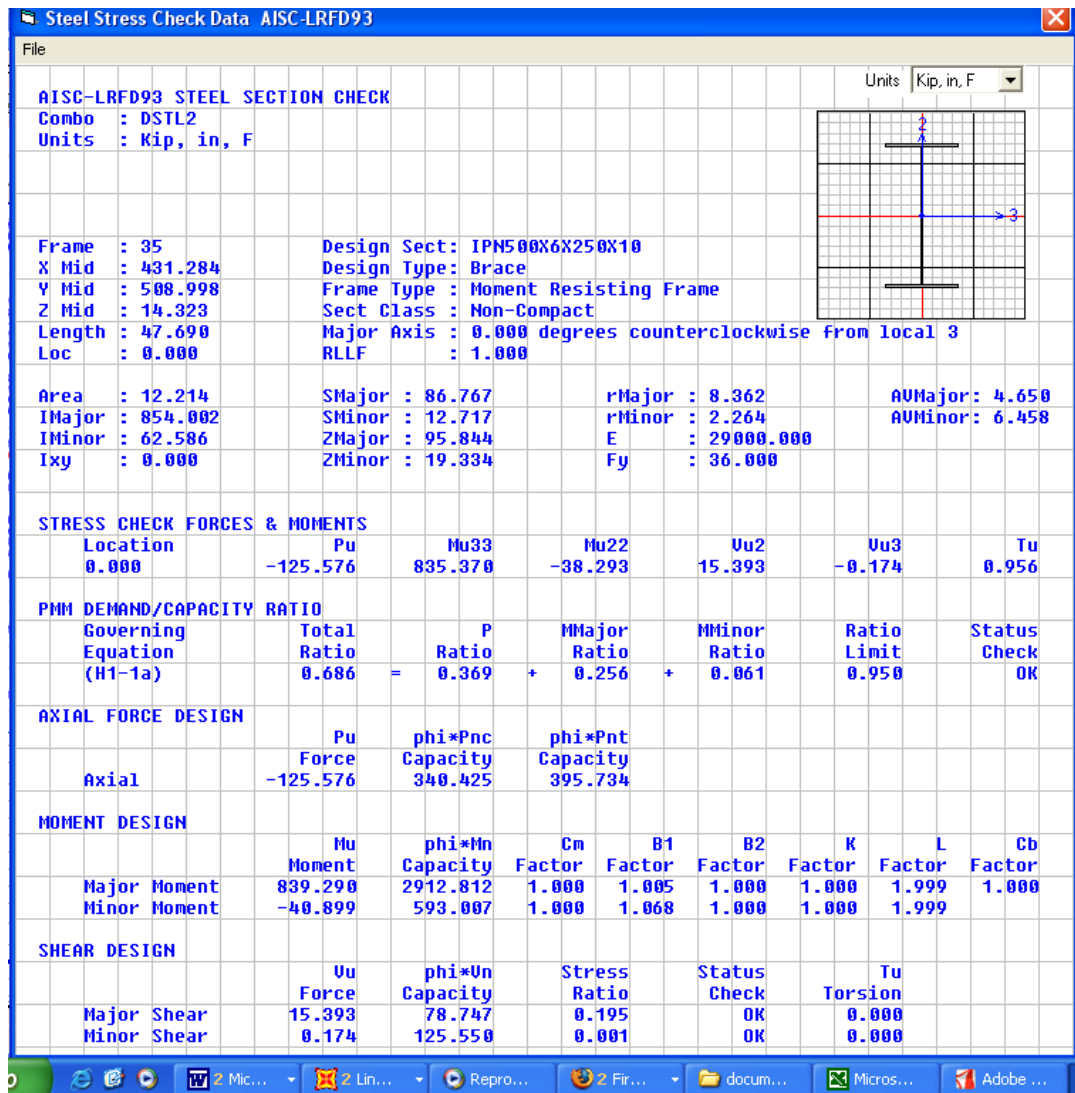 Steel Stress Check Data AISC-LRFD93
File
Units Kip, in, F
AISC-LRFD93 STEEL SECTION CHECK
Combo : DSTL2
Units : Kip, in, F
2
3
Frame : 35 Design Sect: IPN500X6X250X10
X Mid : 431.284 Design Type: Brace
Y Mid : 508.998 Frame Type : Moment Resisting Frame
Z Mid : 14.323 Sect Class : Non-Compact
Length : 47.690 Major Axis : 0.000 degrees counterclockwise from local 3
Loc : 0.000 RLLF : 1.000
Area : 12.214 SMajor : 86.767 rMajor : 8.362 AVMajor: 4.650
IMajor : 854.002 SMinor : 12.717 rMinor : 2.264 AVMinor: 6.458
IMinor : 62.586 ZMajor : 95.844 E : 29000.000
Ixy : 0.000 ZMinor : 19.334 Fy : 36.000
STRESS CHECK FORCES & MOMENTS
Location Pu Mu33 Mu22 Vu2 Vu3 Tu
0.000 -125.576 835.370 -38.293 15.393 -0.174 0.956
PMM DEMAND/CAPACITY RATIO
Governing Total P MMajor MMinor Ratio Status
Equation Ratio Ratio Ratio Ratio Limit Check
(H1-1a) 0.686 = 0.369 + 0.256 + 0.061 0.950 OK
AXIAL FORCE DESIGN
Pu phi*Pnc phi*Pnt
Force Capacity Capacity
Axial -125.576 340.425 395.734
MOMENT DESIGN
Mu phi*Mn Cm B1 B2 K L Cb
Moment Capacity Factor Factor Factor Factor Factor Factor
Major Moment 839.290 2912.812 1.000 1.005 1.000 1.000 1.999 1.000
Minor Moment -40.899 593.007 1.000 1.068 1.000 1.000 1.999
SHEAR DESIGN
Vu phi*Vn Stress Status Tu
Force Capacity Ratio Check Torsion
Major Shear 15.393 78.747 0.195 OK 0.000
Minor Shear 0.174 125.550 0.001 OK 0.000
2 Mic... 2 Lin... Repro... 2 Fir... docum... Micros... Adobe ...